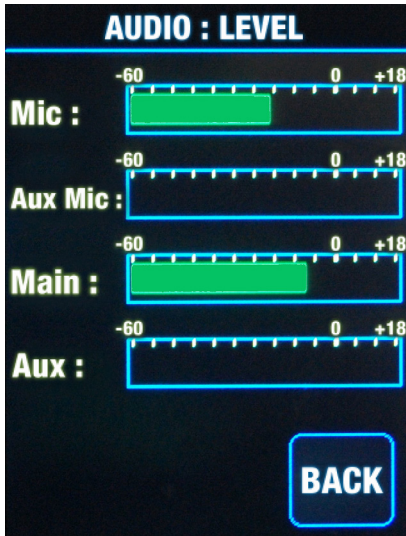 AUDIO : LEVEL
-60 0 +18
Mic :
-60 0 +18
Aux Mic :
-60 0 +18
Main :
-60 0 +18
Aux :
BACK